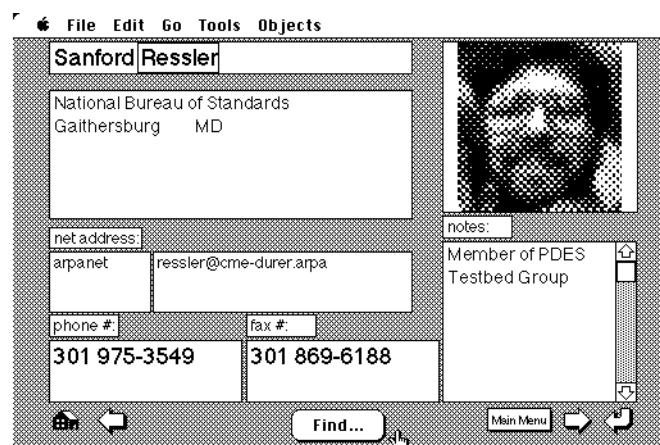 File Edit Go Tools Objects
Sanford Ressler
National Bureau of Standards
Gaithersburg MD
net address:
arpanet ressler@cme-durer.arpa
notes:
Member of PDES
Testbed Group
phone #: fax #:
301 975-3549 301 869-6188
Find... Main Menu